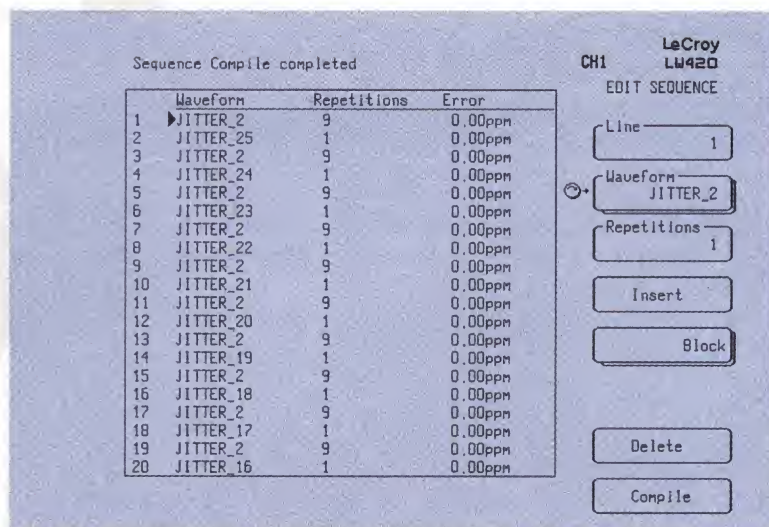 Sequence Compile completed
CH1
LeCroy
LW420
EDIT SEQUENCE
Waveform Repetitions Error
1 JITTER_2 9 0.00ppm
2 JITTER_25 1 0.00ppm
3 JITTER_2 9 0.00ppm
4 JITTER_24 1 0.00ppm
5 JITTER_2 9 0.00ppm
6 JITTER_23 1 0.00ppm
7 JITTER_2 9 0.00ppm
8 JITTER_22 1 0.00ppm
9 JITTER_2 9 0.00ppm
10 JITTER_21 1 0.00ppm
11 JITTER_2 9 0.00ppm
12 JITTER_20 1 0.00ppm
13 JITTER_2 9 0.00ppm
14 JITTER_19 1 0.00ppm
15 JITTER_2 9 0.00ppm
16 JITTER_18 1 0.00ppm
17 JITTER_2 9 0.00ppm
18 JITTER_17 1 0.00ppm
19 JITTER_2 9 0.00ppm
20 JITTER_16 1 0.00ppm
Line
1
Waveform
JITTER_2
Repetitions
1
Insert
Block
Delete
Compile